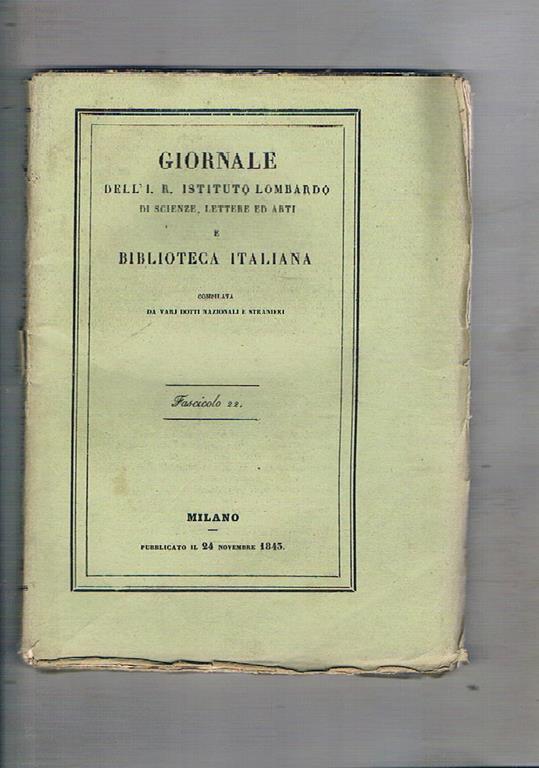 GIORNALE
DELL' I. R. ISTITUTO LOMBARDO
DI SCIENZE, LETTERE ED ARTI
E
BIBLIOTECA ITALIANA
COMPILATA
DA VARJ DOTTI NAZIONALI E STRANIERI
Fascicolo 22.
MILANO
PUBBLICATO IL 24 NOVEMBRE 1843.